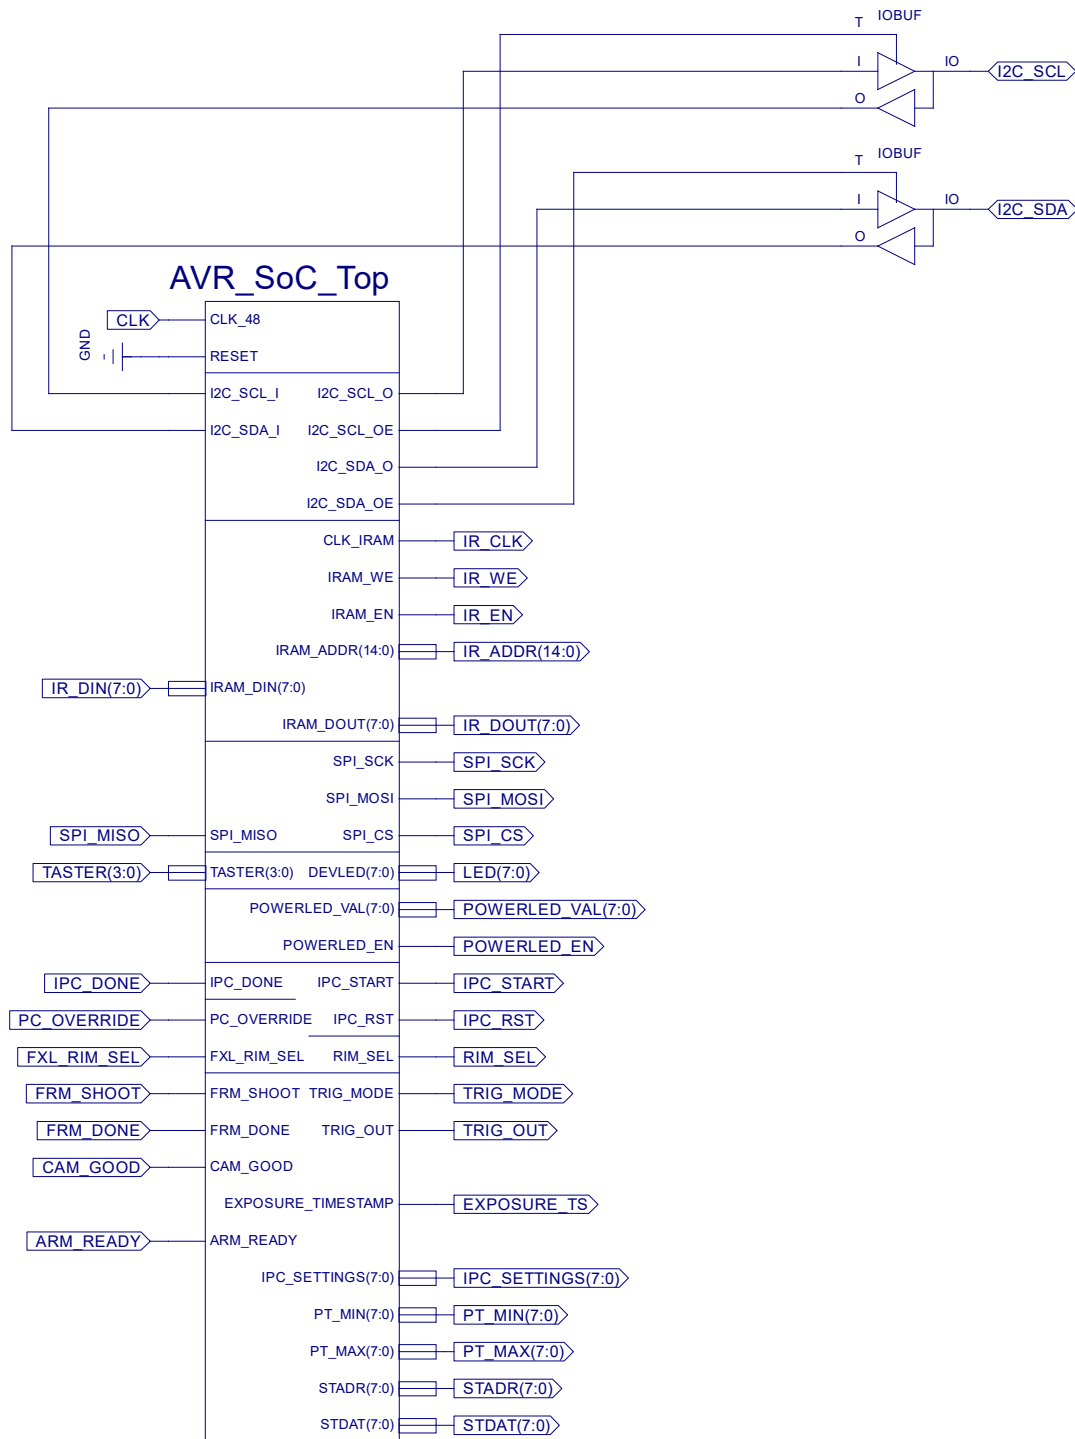 T IOBUF
I IO I2C_SCL
O
T IOBUF
I IO I2C_SDA
O
AVR_SoC_Top
CLK CLK_48
GND RESET
I2C_SCL_I I2C_SCL_O
I2C_SDA_I I2C_SCL_OE
I2C_SDA_O
I2C_SDA_OE
CLK_IRAM IR_CLK
IRAM_WE IR_WE
IRAM_EN IR_EN
IRAM_ADDR(14:0) IR_ADDR(14:0)
IR_DIN(7:0) IRAM_DIN(7:0)
IRAM_DOUT(7:0) IR_DOUT(7:0)
SPI_SCK SPI_SCK
SPI_MOSI SPI_MOSI
SPI_MISO SPI_MISO SPI_CS SPI_CS
TASTER(3:0) TASTER(3:0) DEVLED(7:0) LED(7:0)
POWERLED_VAL(7:0) POWERLED_VAL(7:0)
POWERLED_EN POWERLED_EN
IPC_DONE IPC_DONE IPC_START IPC_START
PC_OVERRIDE PC_OVERRIDE IPC_RST IPC_RST
FXL_RIM_SEL FXL_RIM_SEL RIM_SEL RIM_SEL
FRM_SHOOT FRM_SHOOT TRIG_MODE TRIG_MODE
FRM_DONE FRM_DONE TRIG_OUT TRIG_OUT
CAM_GOOD CAM_GOOD
EXPOSURE_TIMESTAMP EXPOSURE_TS
ARM_READY ARM_READY
IPC_SETTINGS(7:0) IPC_SETTINGS(7:0)
PT_MIN(7:0) PT_MIN(7:0)
PT_MAX(7:0) PT_MAX(7:0)
STADR(7:0) STADR(7:0)
STDAT(7:0) STDAT(7:0)